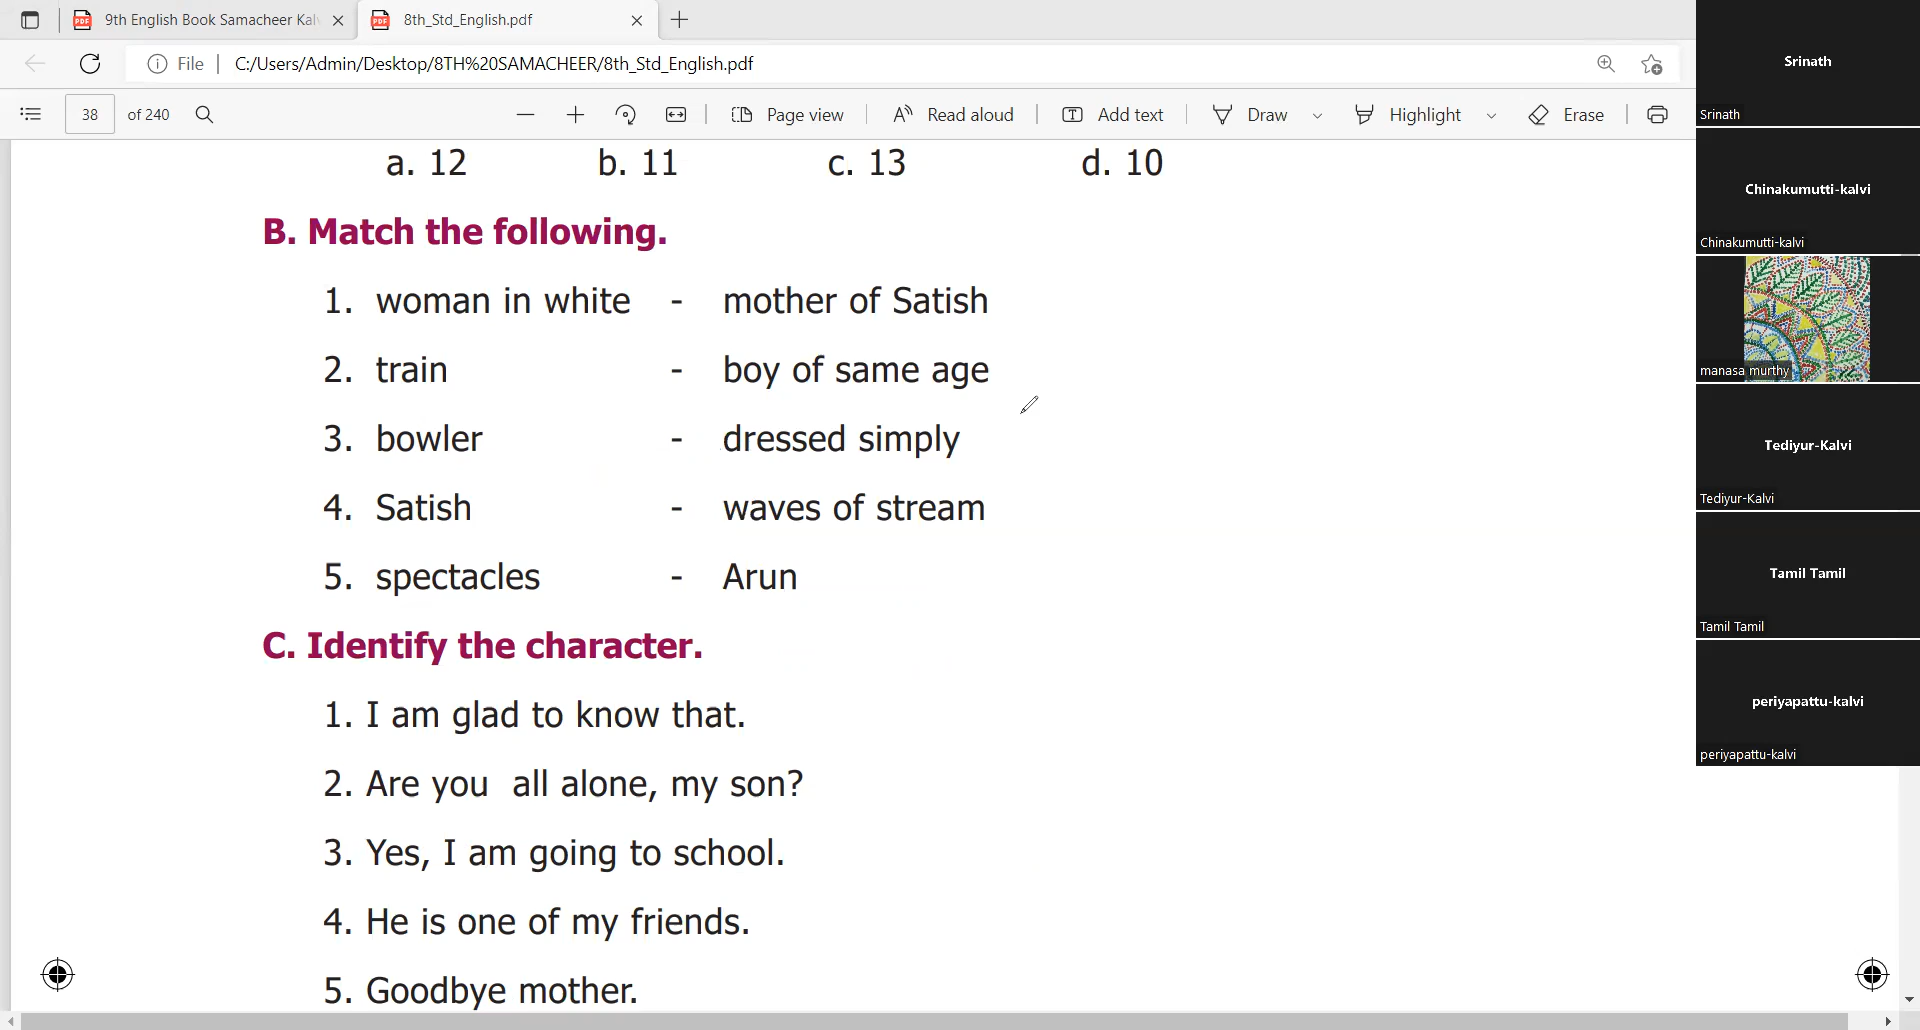 9th English Book Samacheer Kal
8th_Std_English.pdf
File
C:/Users/Admin/Desktop/8TH%20SAMACHEER/8th_Std_English.pdf
38 of 240
Page view
Read aloud
Add text
Draw
Highlight
Erase
a. 12 b. 11 c. 13 d. 10
B. Match the following.
1. woman in white - mother of Satish
2. train - boy of same age
3. bowler - dressed simply
4. Satish - waves of stream
5. spectacles - Arun
C. Identify the character.
1. I am glad to know that.
2. Are you all alone, my son?
3. Yes, I am going to school.
4. He is one of my friends.
5. Goodbye mother.
Srinath
Srinath
Chinakumutti-kalvi
Chinakumutti-kalvi
manasa murthy
Tediyur-Kalvi
Tediyur-Kalvi
Tamil Tamil
Tamil Tamil
periyapattu-kalvi
periyapattu-kalvi